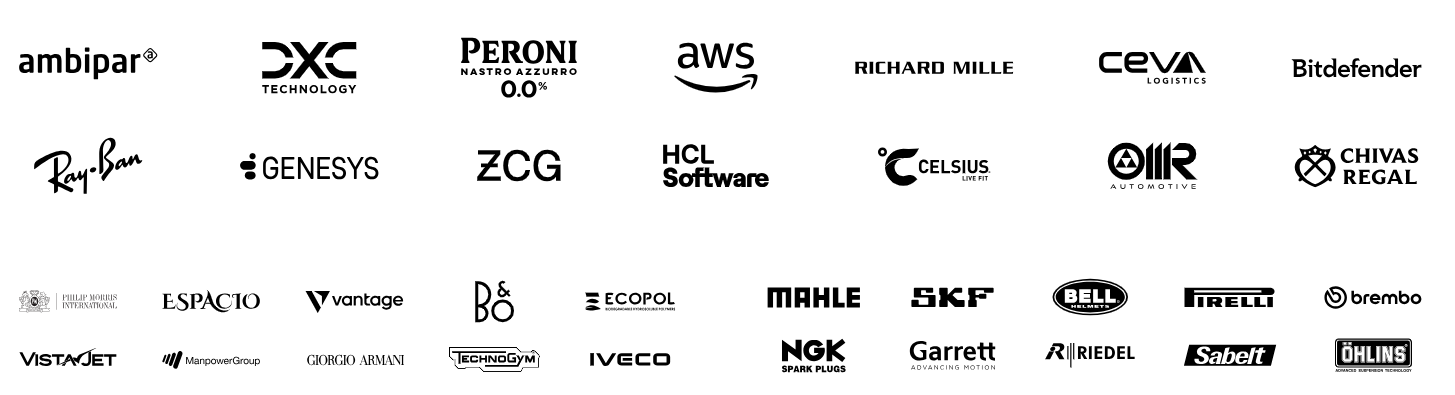 ambipar a
DXC TECHNOLOGY
PERONI
NASTRO AZZURRO
0.0%
aws
RICHARD MILLE
CEVA
LOGISTICS
Bitdefender
Ray-Ban
GENESYS
ZCG
HCL
Software
CELSIUS
LIVE FIT
OMR
AUTOMOTIVE
CHIVAS
REGAL
PHILIP MORRIS
INTERNATIONAL
ESPACIO
vantage
B&O
ECOPOL
BIODEGRADABLE HYDROSOLUBLE POLYMERS
MAHLE
SKF
BELL
HELMETS
PIRELLI
brembo
VISTAJET
ManpowerGroup
GIORGIO ARMANI
TECHNOGYM
IVECO
NGK
SPARK PLUGS
Garrett
ADVANCING MOTION
R RIEDEL
Sabelt
ÖHLINS
ADVANCED SUSPENSION TECHNOLOGY